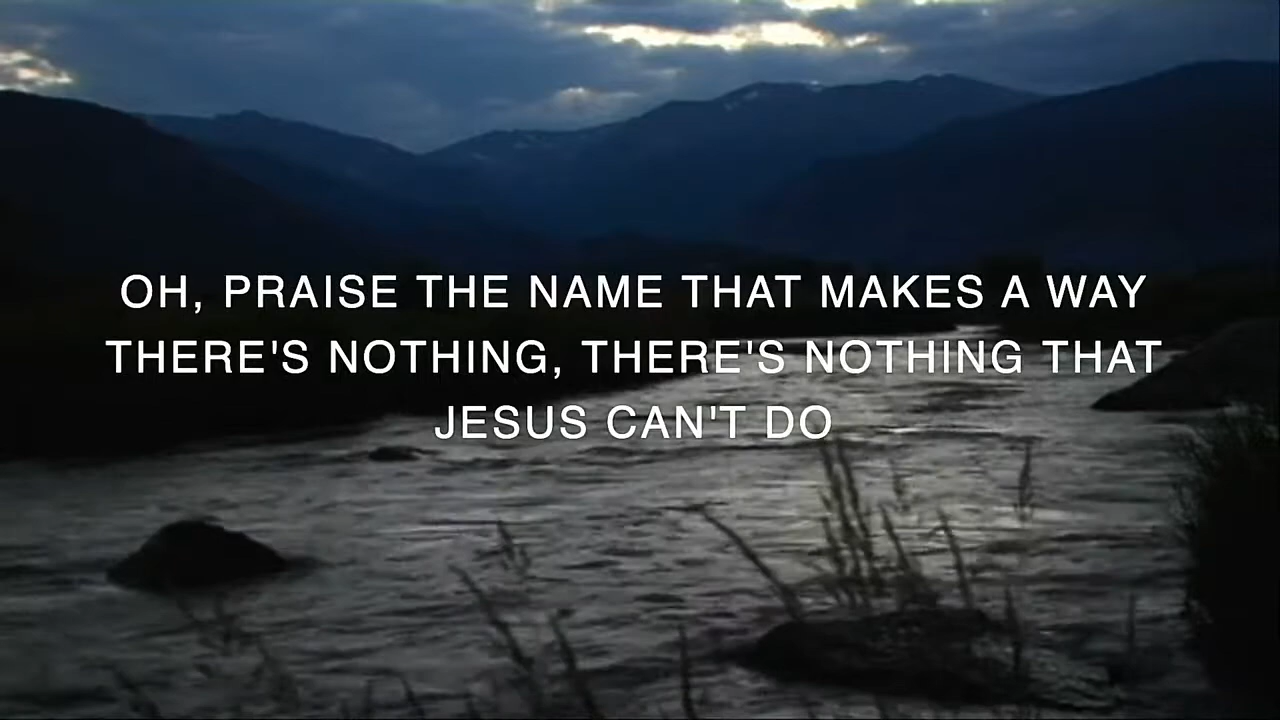 OH, PRAISE THE NAME THAT MAKES A WAY
THERE'S NOTHING, THERE'S NOTHING THAT
JESUS CAN'T DO